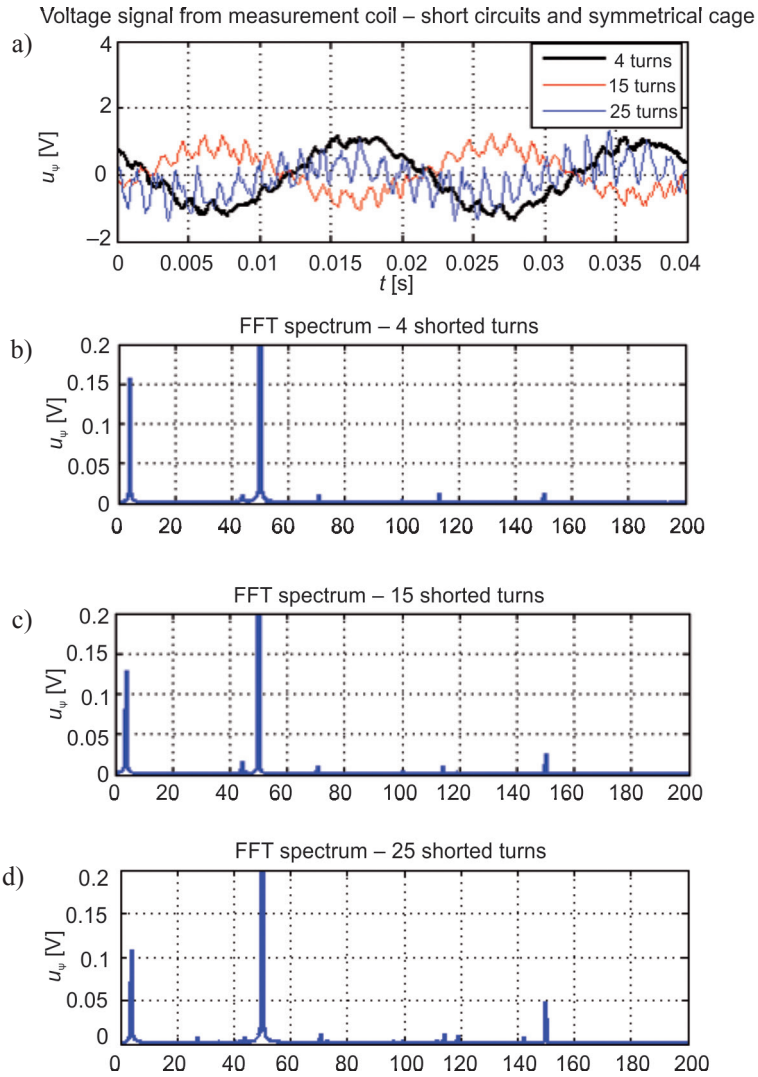 Voltage signal from measurement coil – short circuits and symmetrical cage
a)
4
2
0
–2
uψ [V]
4 turns
15 turns
25 turns
0 0.005 0.01 0.015 0.02 0.025 0.03 0.035 0.04
t [s]
FFT spectrum – 4 shorted turns
b)
0.2
0.15
0.1
0.05
0
uψ [V]
0 20 40 60 80 100 120 140 160 180 200
FFT spectrum – 15 shorted turns
c)
0.2
0.15
0.1
0.05
0
uψ [V]
0 20 40 60 80 100 120 140 160 180 200
FFT spectrum – 25 shorted turns
d)
0.2
0.15
0.1
0.05
0
uψ [V]
0 20 40 60 80 100 120 140 160 180 200